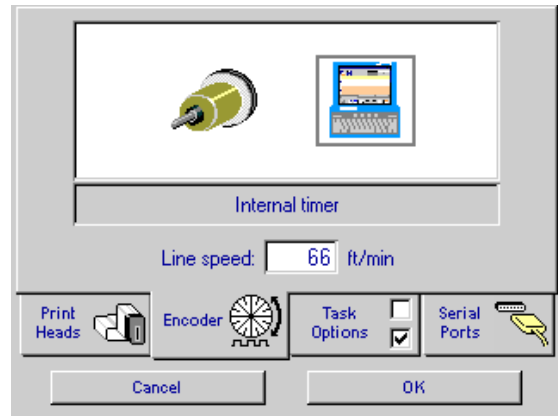 Internal timer
Line speed: 66 ft/min
Print Heads
Encoder
Task Options
Serial Ports
Cancel OK